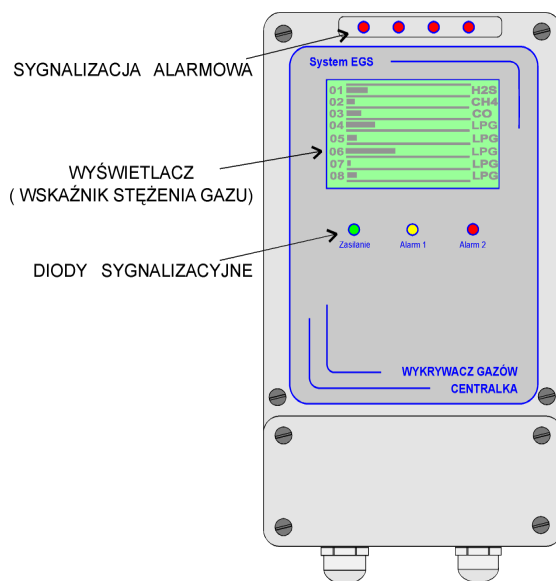 SYGNALIZACJA ALARMOWA
System EGS
01 H2S
02 CH4
03 CO
04 LPG
05 LPG
06 LPG
07 LPG
08 LPG
WYŚWIETLACZ
( WSKAŹNIK STĘŻENIA GAZU)
DIODY SYGNALIZACYJNE
Zasilanie Alarm 1 Alarm 2
WYKRYWACZ GAZÓW
CENTRALKA